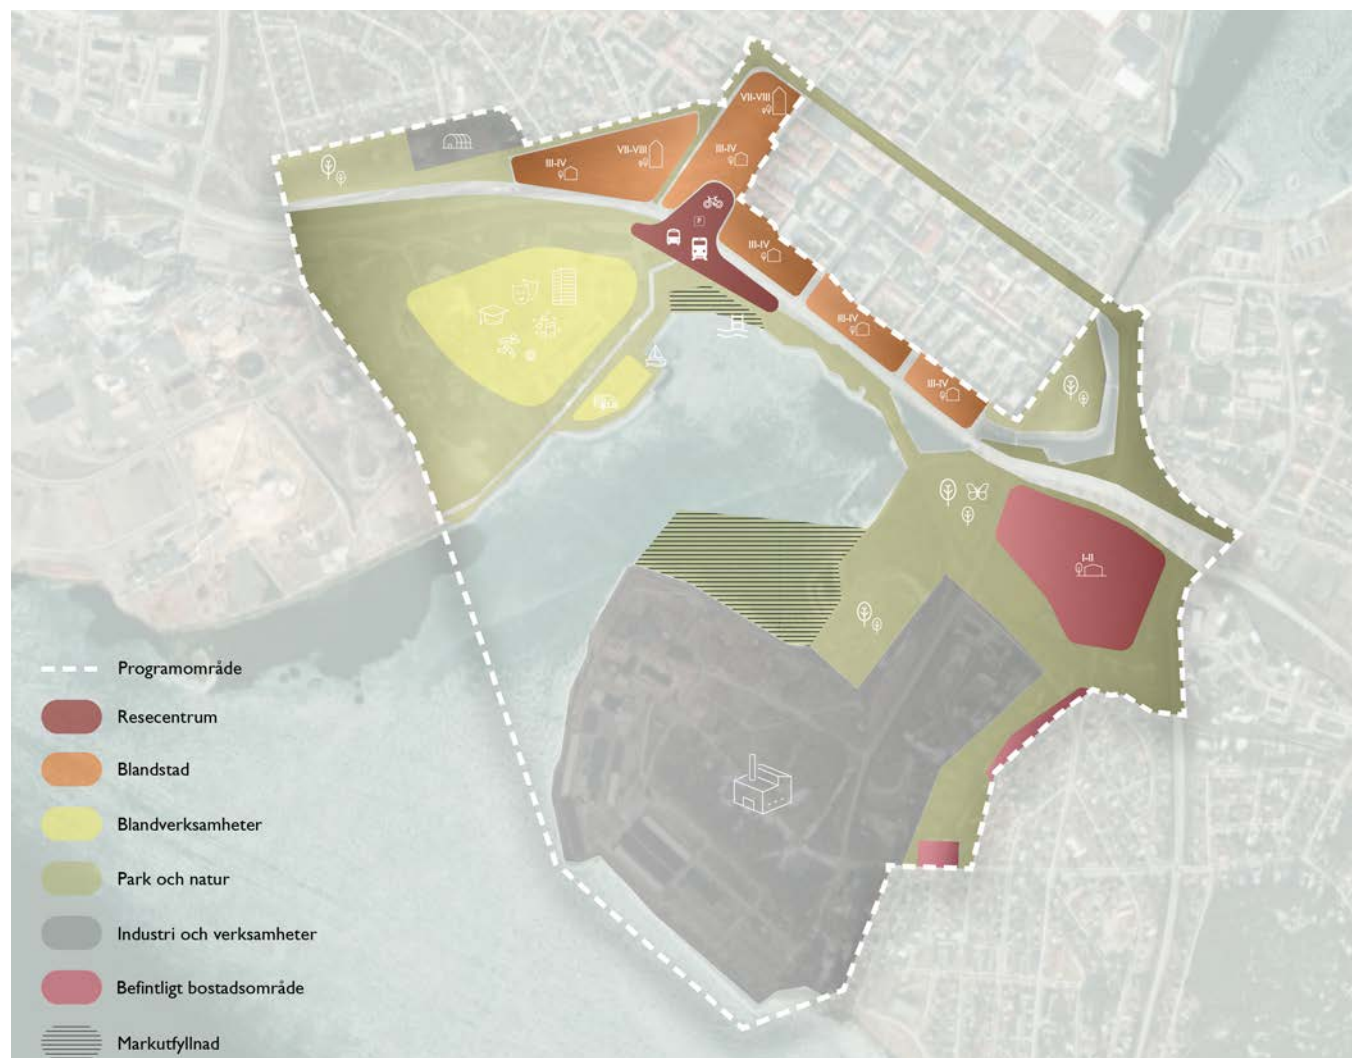 VII-VIII
VII-VIII
III-IV
III-IV
P
III-IV
III-IV
III-IV
I-II
Programområde
Resecentrum
Blandstad
Blandverksamheter
Park och natur
Industri och verksamheter
Befintligt bostadsområde
Markutfyllnad